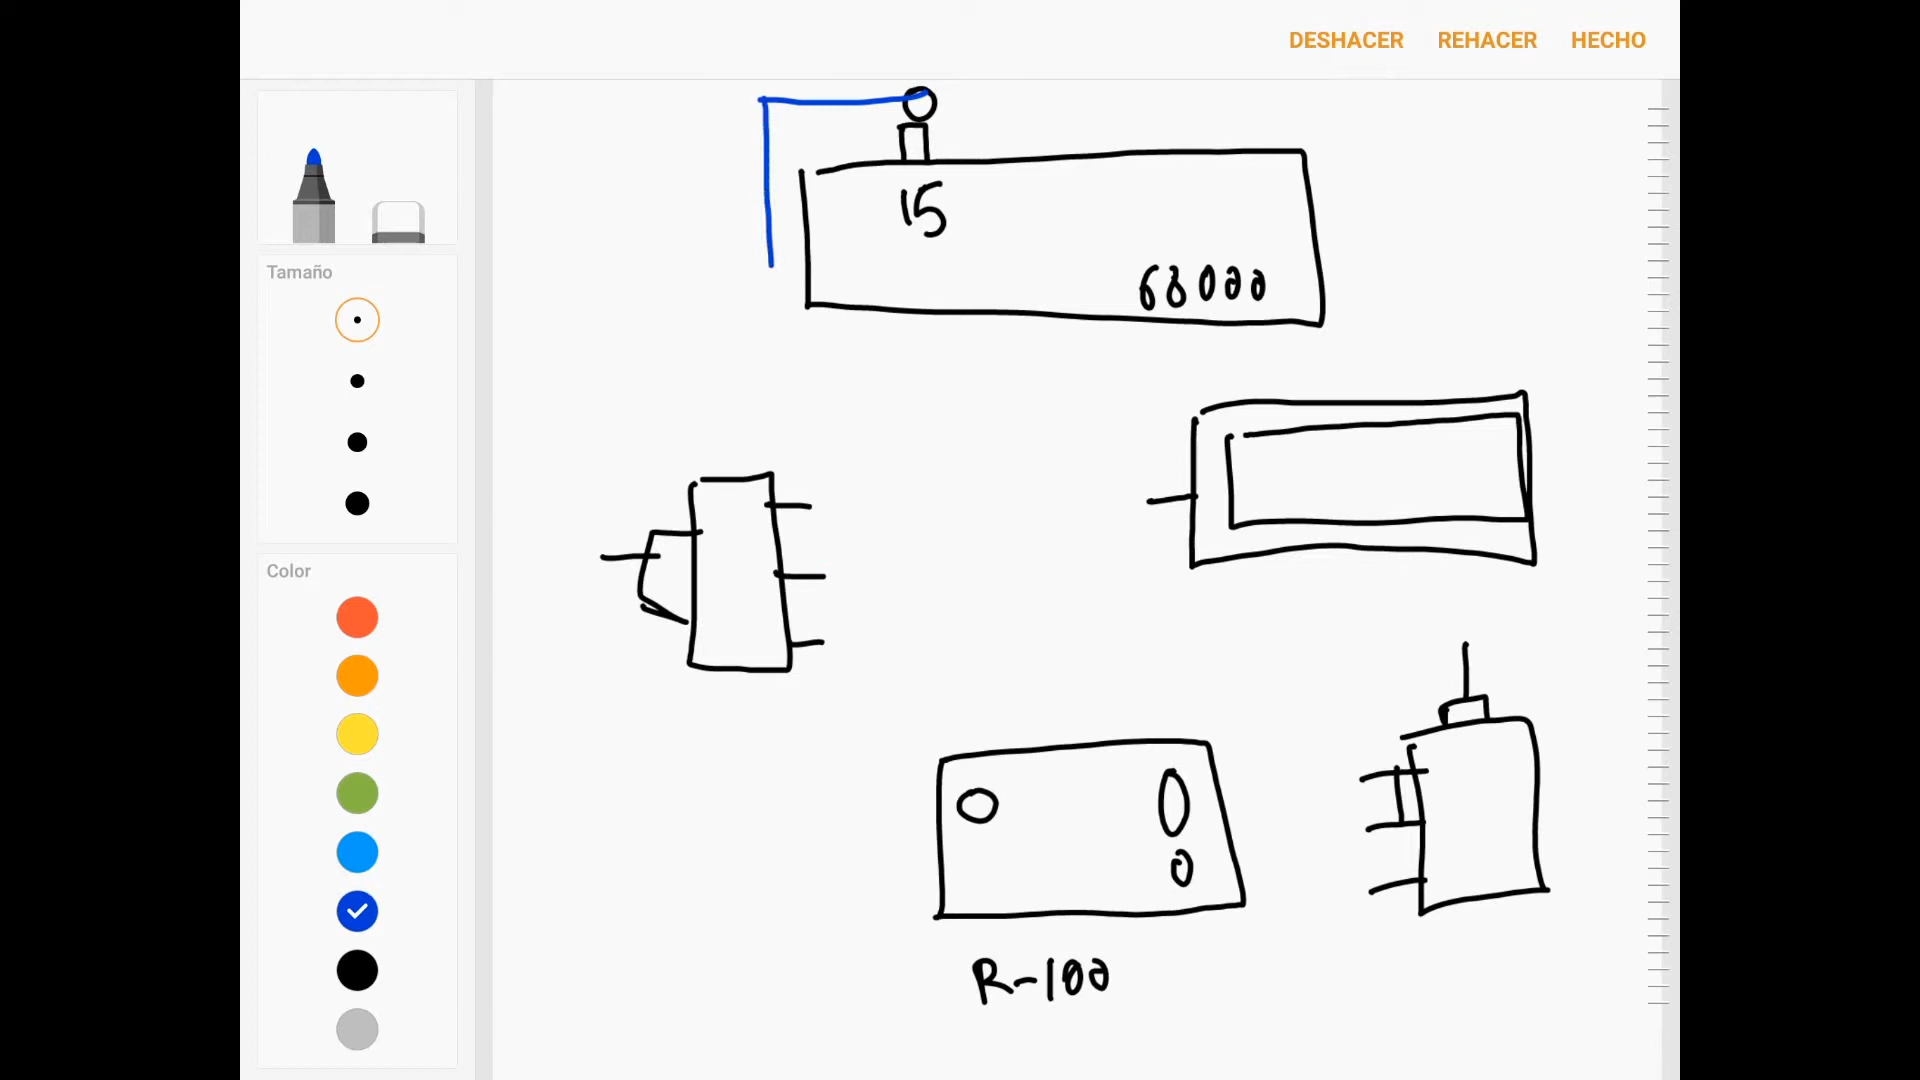 DESHACER REHACER HECHO
Tamaño
Color
15
68000
R-100